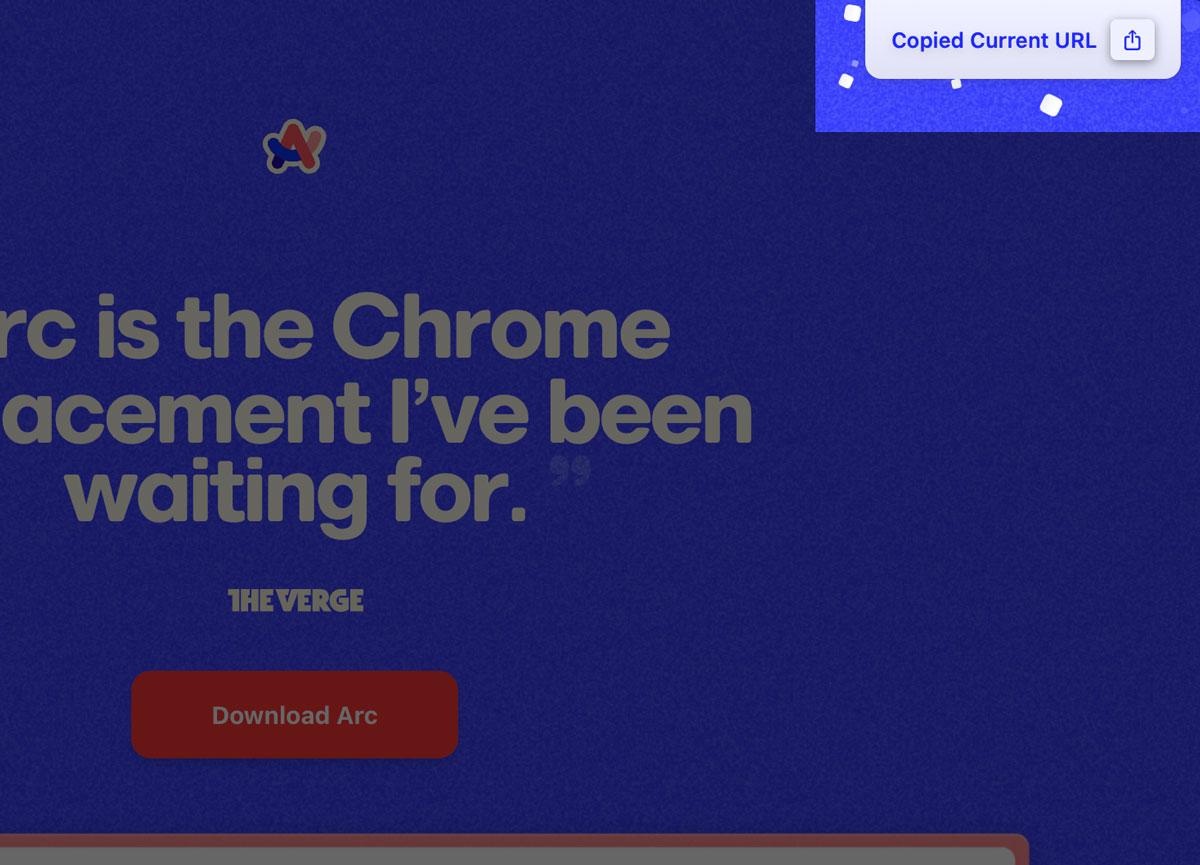 Copied Current URL
rc is the Chrome
acement I’ve been
waiting for. ”
THE VERGE
Download Arc